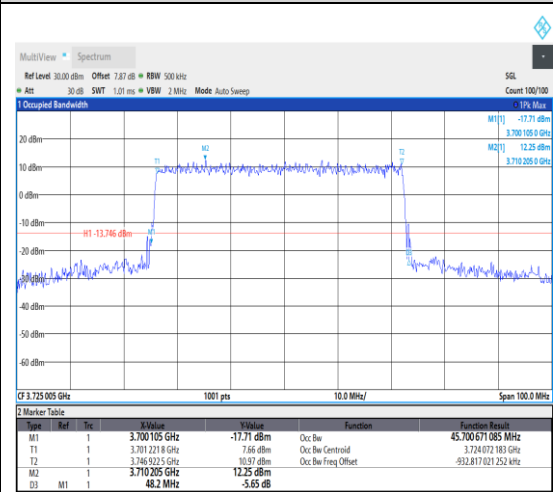 MultiView Spectrum
Ref Level 30.00 dBm Offset 7.87 dB RBW 500 kHz SGL
Att 30 dB SWT 1.01 ms VBW 2 MHz Mode Auto Sweep Count 100/100
1 Occupied Bandwidth 1Pk Max
M1[1] -17.71 dBm
3.700 105 0 GHz
M2[1] 12.25 dBm
3.710 205 0 GHz
20 dBm
M2
T1
T2
10 dBm
0 dBm
-10 dBm
H1 -13.746 dBm
M1
-20 dBm
-30 dBm
-40 dBm
-50 dBm
-60 dBm
CF 3.725 005 GHz 1001 pts 10.0 MHz/ Span 100.0 MHz
2 Marker Table
Type Ref Trc X-Value Y-Value Function Function Result
M1 1 3.700 105 GHz -17.71 dBm Occ Bw 45.700 671 085 MHz
T1 1 3.701 221 8 GHz 7.66 dBm Occ Bw Centroid 3.724 072 183 GHz
T2 1 3.746 922 5 GHz 10.97 dBm Occ Bw Freq Offset -932.817 021 252 kHz
M2 1 3.710 205 GHz 12.25 dBm
D3 M1 1 48.2 MHz -5.65 dB